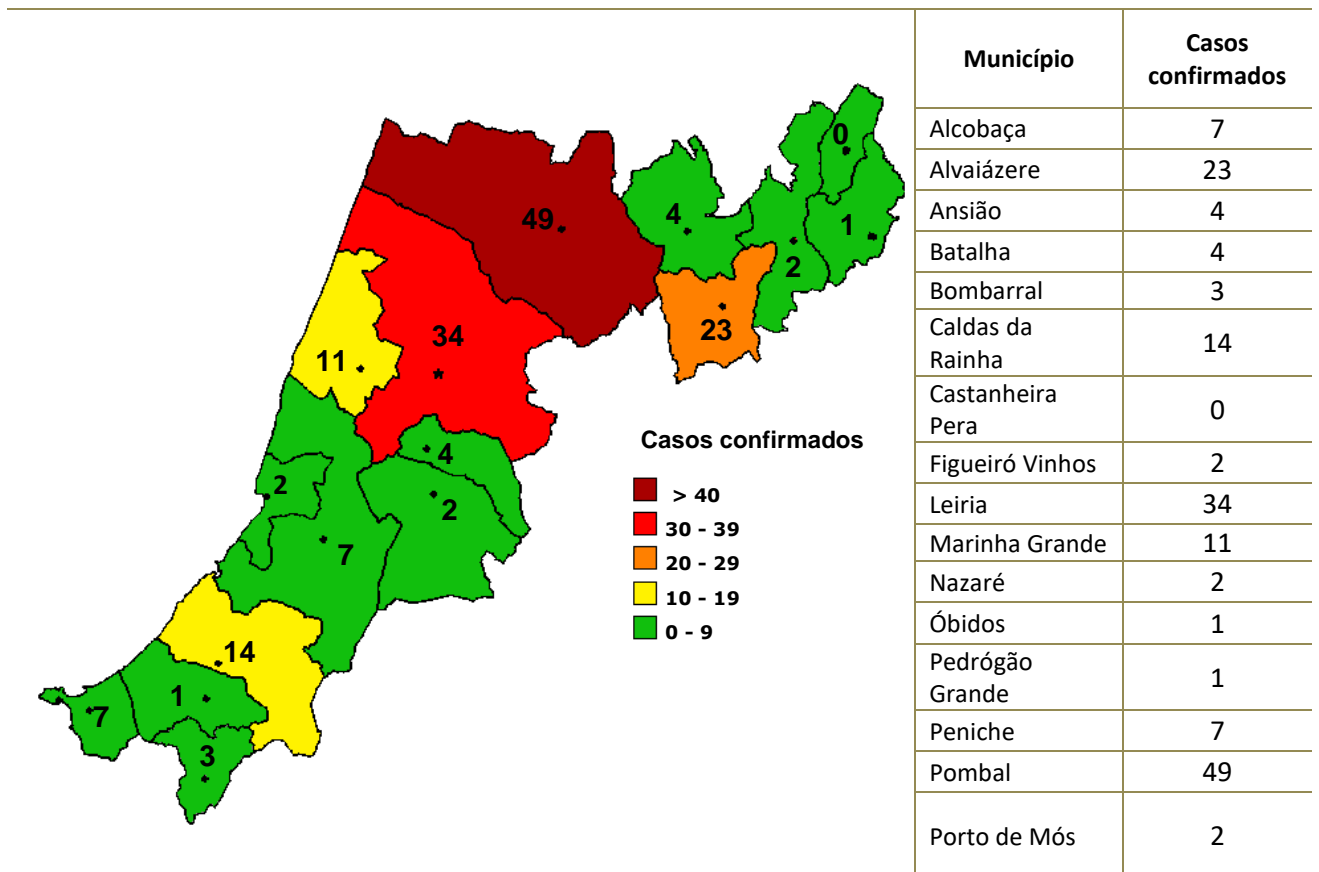 0
49
4
1
2
34
23
11
4
2
2
7
14
1
7
3
Casos confirmados
> 40
30 - 39
20 - 29
10 - 19
0 - 9
Município
Casos
confirmados
Alcobaça
7
Alvaiázere
23
Ansião
4
Batalha
4
Bombarral
3
Caldas da
Rainha
14
Castanheira
Pera
0
Figueiró Vinhos
2
Leiria
34
Marinha Grande
11
Nazaré
2
Óbidos
1
Pedrógão
Grande
1
Peniche
7
Pombal
49
Porto de Mós
2